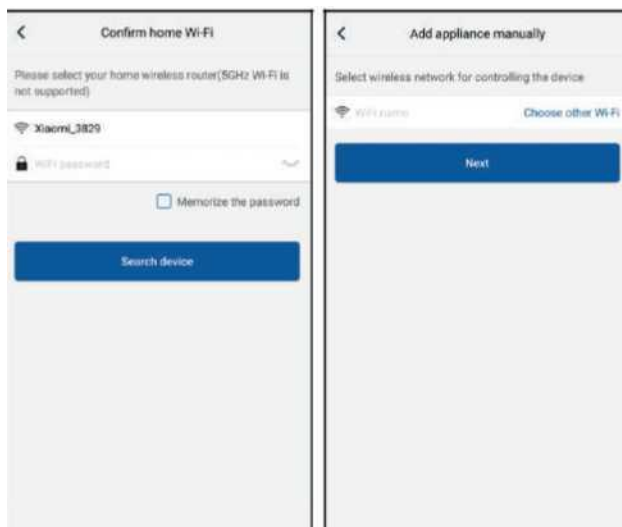 Confirm home Wi-Fi
Please select your home wireless router(5GHz Wi-Fi is
not supported)
Xiaomi_3829
WiFi password
Memorize the password
Search device
Add appliance manually
Select wireless network for controlling the device
WiFi name
Choose other Wi-Fi
Next